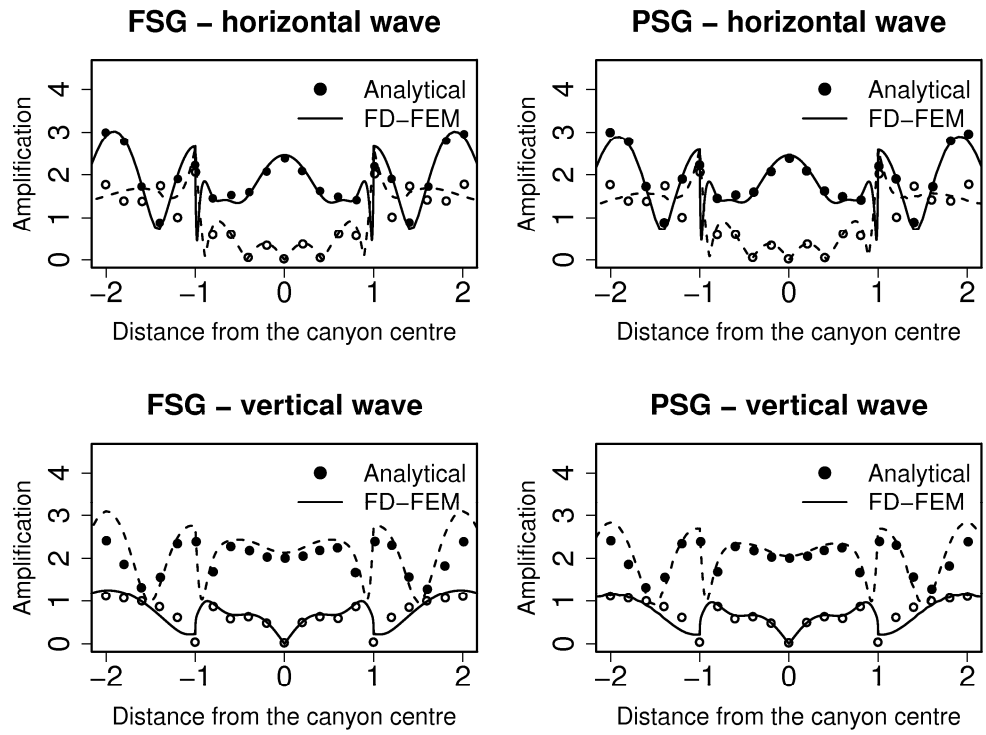 FSG − horizontal wave
Amplification
4
3
2
1
0
Analytical
FD−FEM
−2 −1 0 1 2
Distance from the canyon centre
PSG − horizontal wave
Amplification
4
3
2
1
0
Analytical
FD−FEM
−2 −1 0 1 2
Distance from the canyon centre
FSG − vertical wave
Amplification
4
3
2
1
0
Analytical
FD−FEM
−2 −1 0 1 2
Distance from the canyon centre
PSG − vertical wave
Amplification
4
3
2
1
0
Analytical
FD−FEM
−2 −1 0 1 2
Distance from the canyon centre